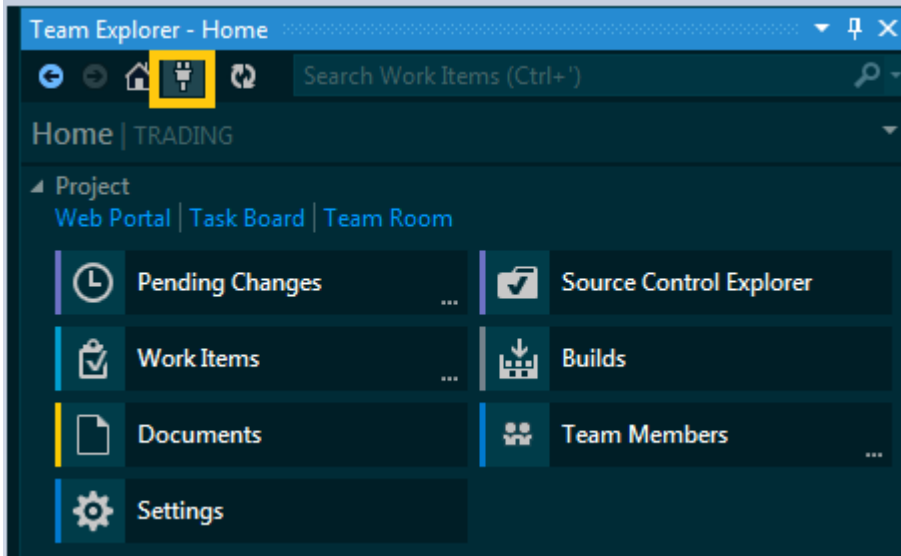 Team Explorer - Home
Search Work Items (Ctrl+')
Home | TRADING
Project
Web Portal | Task Board | Team Room
Pending Changes ... Source Control Explorer
Work Items ... Builds
Documents Team Members ...
Settings